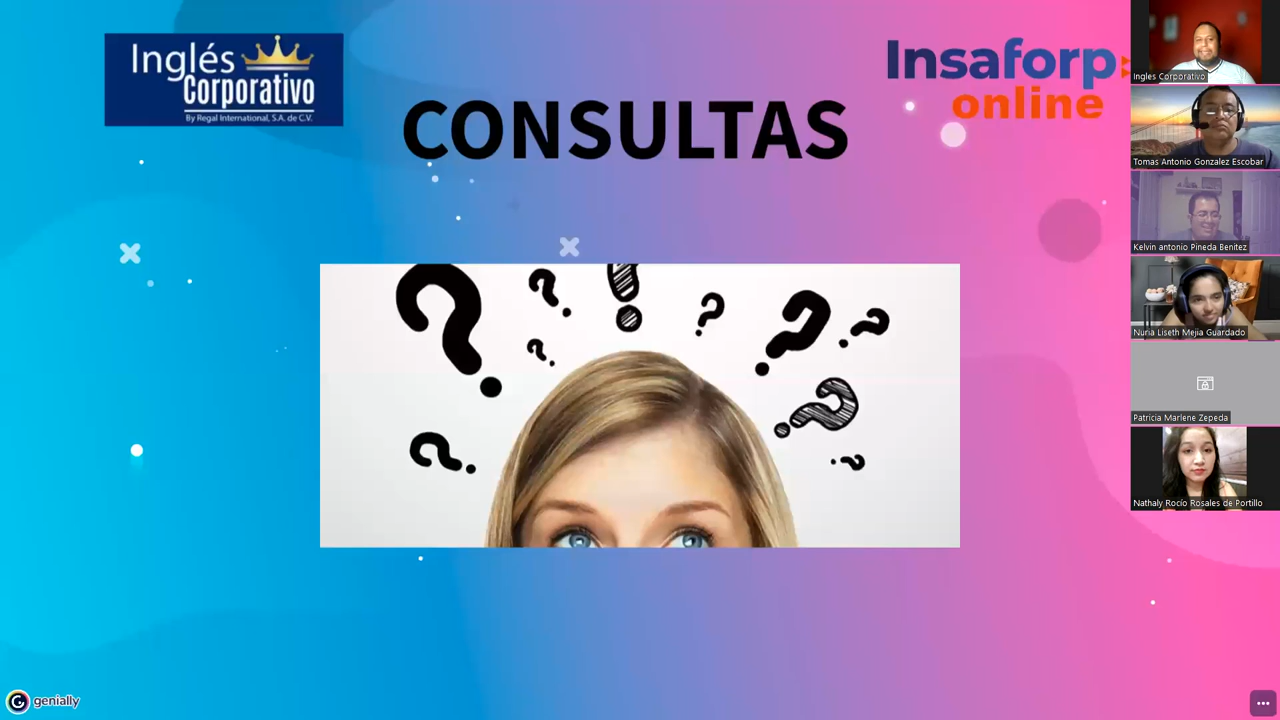 Inglés
Corporativo
By Regal International, S.A. de C.V.
Insaforp
online
CONSULTAS
Ingles Corporativo
Tomas Antonio Gonzalez Escobar
Kelvin antonio Pineda Benitez
Nuria Liseth Mejia Guardado
Patricia Marlene Zepeda
Nathaly Rocío Rosales de Portillo
genially